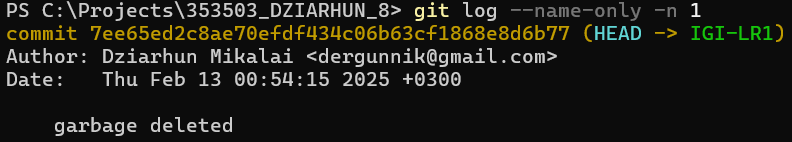 PS C:\Projects\353503_DZIARHUN_8> git log --name-only -n 1
commit 7ee65ed2c8ae70efdf434c06b63cf1868e8d6b77 (HEAD -> IGI-LR1)
Author: Dziarhun Mikalai <dergunnik@gmail.com>
Date:   Thu Feb 13 00:54:15 2025 +0300
    garbage deleted